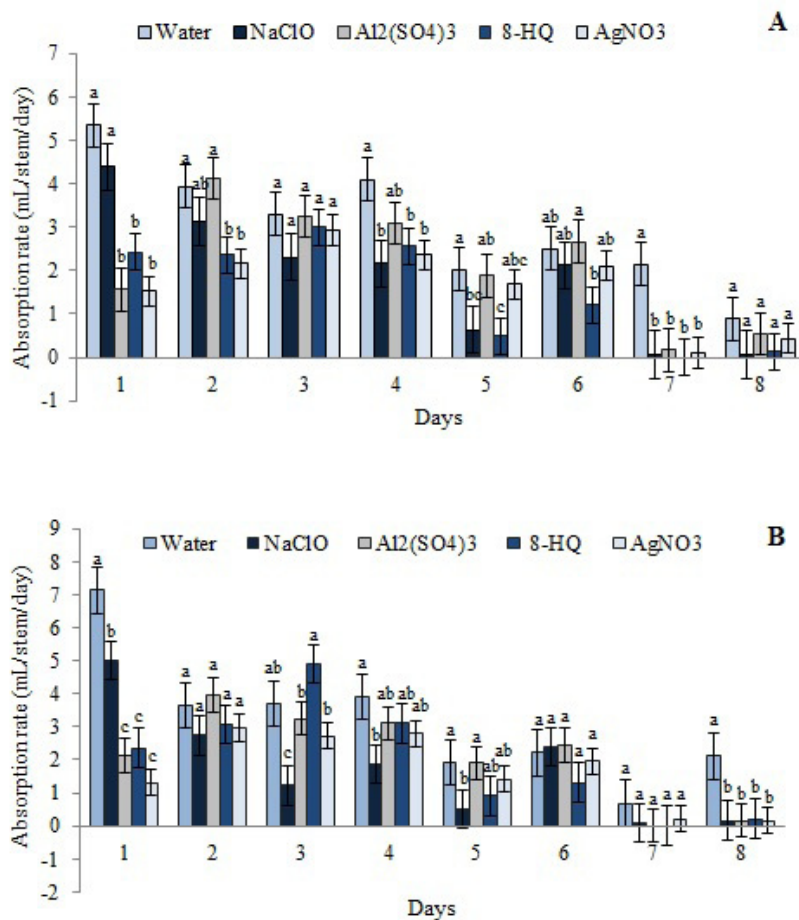 A
Water NaClO Al2(SO4)3 8-HQ AgNO3
Absorption rate (mL/stem/day)
7
6
5
4
3
2
1
0
-1
a a b b b
a ab a b b
a a a a a
a b ab b b
a bc ab c abc
ab ab a b ab
a b b b b
a a a a a
1 2 3 4 5 6 7 8
Days
B
Water NaClO Al2(SO4)3 8-HQ AgNO3
Absorption rate (mL/stem/day)
9
8
7
6
5
4
3
2
1
0
-1
-2
a b c c c
a a a a a
ab c b a b
a b ab ab ab
a b a ab ab
a a a a a
a a a a a
a b b b b
1 2 3 4 5 6 7 8
Days